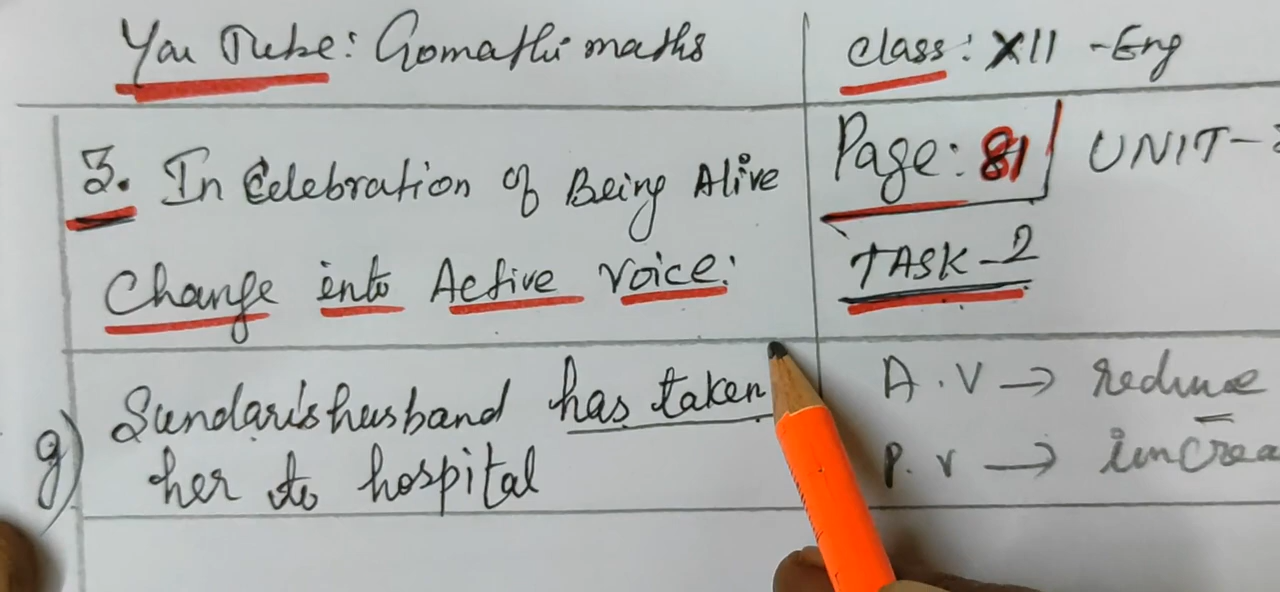 You Tube: Gomathi maths
class: XII - Eng
3. In Celebration of Being Alive
Page: 81
UNIT-
Change into Active voice:
TASK-2
g) Sundari's husband has taken
her to hospital
A.V → reduce
P.V →